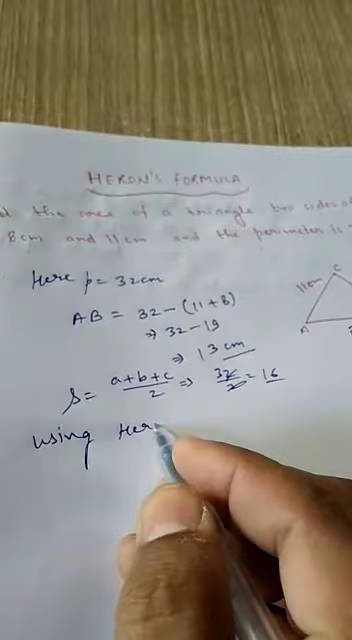 HERON'S FORMULA
the area of a triangle two sides of
8cm and 11cm and the perimeter is
Here p = 32cm
AB = 32 - (11+8)
⇒ 32 - 19
⇒ 13 cm
S = a+b+c/2 ⇒ 32/2 = 16
using Her
C
11cm
A